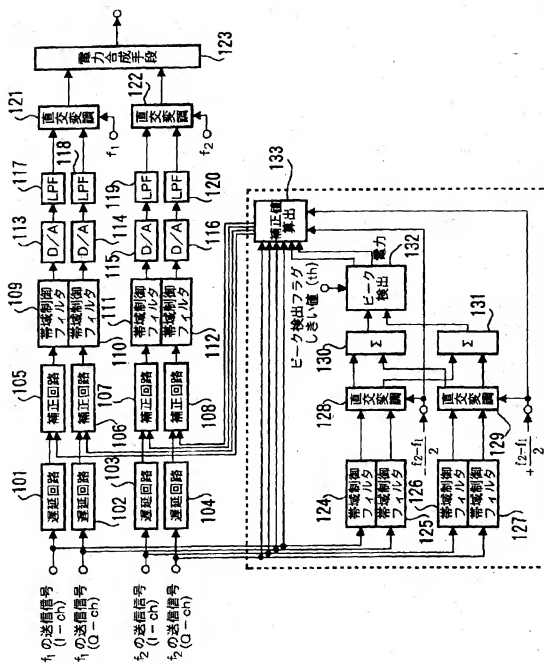 f1 の送信信号
(I-ch)
f1 の送信信号
(Q-ch)
f2 の送信信号
(I-ch)
f2 の送信信号
(Q-ch)
101
遅延回路
遅延回路
102
103
遅延回路
遅延回路
104
105
補正回路
補正回路
106
107
補正回路
補正回路
108
109
帯域制御
フィルタ
帯域制御
フィルタ
110
111
帯域制御
フィルタ
帯域制御
フィルタ
112
113
D/A
D/A
114
115
D/A
D/A
116
117
LPF
LPF
118
119
LPF
LPF
120
121
直交変調
f1
122
直交変調
f2
電力合成手段
123
124
帯域制御
フィルタ
帯域制御
フィルタ
125
126
帯域制御
フィルタ
帯域制御
フィルタ
127
128
直交変調
直交変調
129
- f2-f1
2
+ f2-f1
2
130
Σ
Σ
131
ピーク検出フラグ
しきい値 (th)
ピーク
検出
132
電力
補正値
算出
133